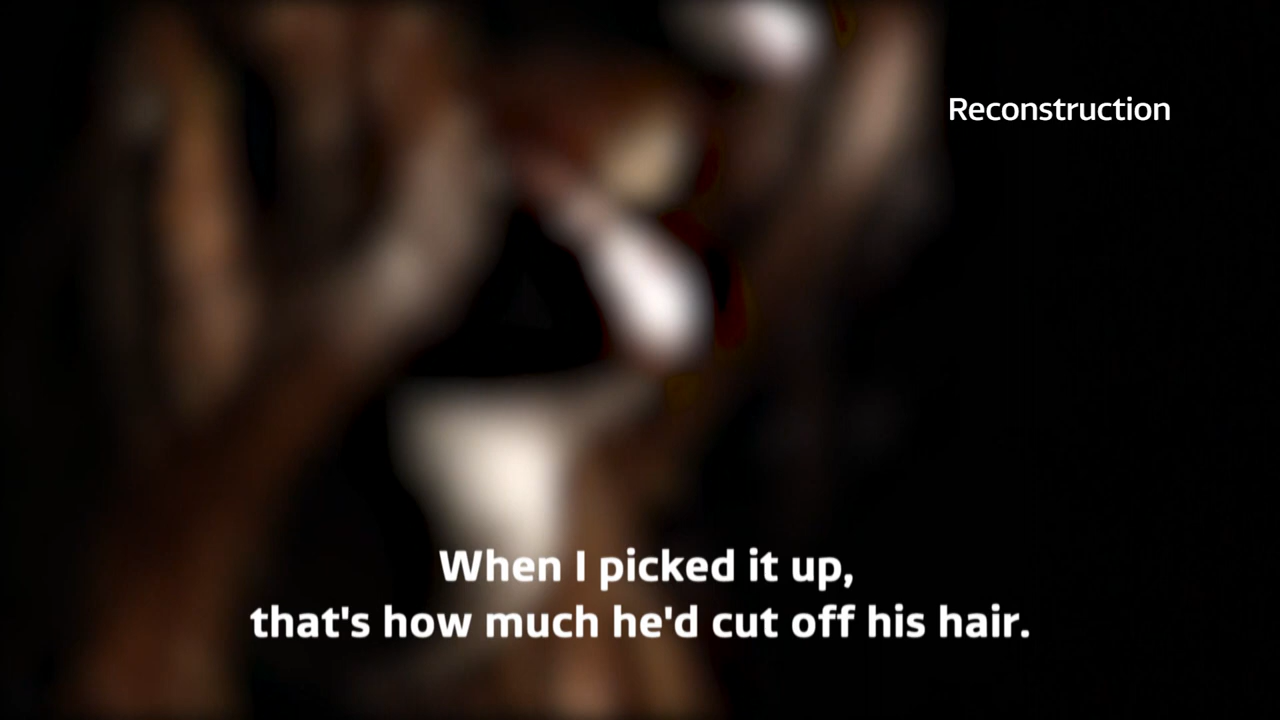 Reconstruction
When I picked it up,
that's how much he'd cut off his hair.